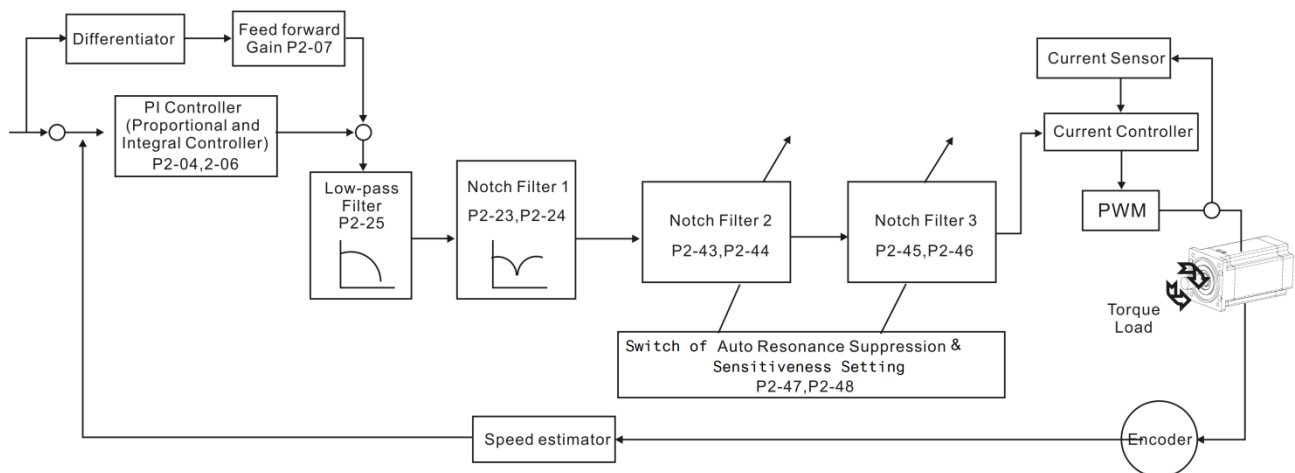 Differentiator
Feed forward
Gain P2-07
PI Controller
(Proportional and
Integral Controller)
P2-04,2-06
Low-pass
Filter
P2-25
Notch Filter 1
P2-23,P2-24
Notch Filter 2
P2-43,P2-44
Notch Filter 3
P2-45,P2-46
Switch of Auto Resonance Suppression &
Sensitiveness Setting
P2-47,P2-48
Current Sensor
Current Controller
PWM
Torque
Load
Speed estimator
Encoder